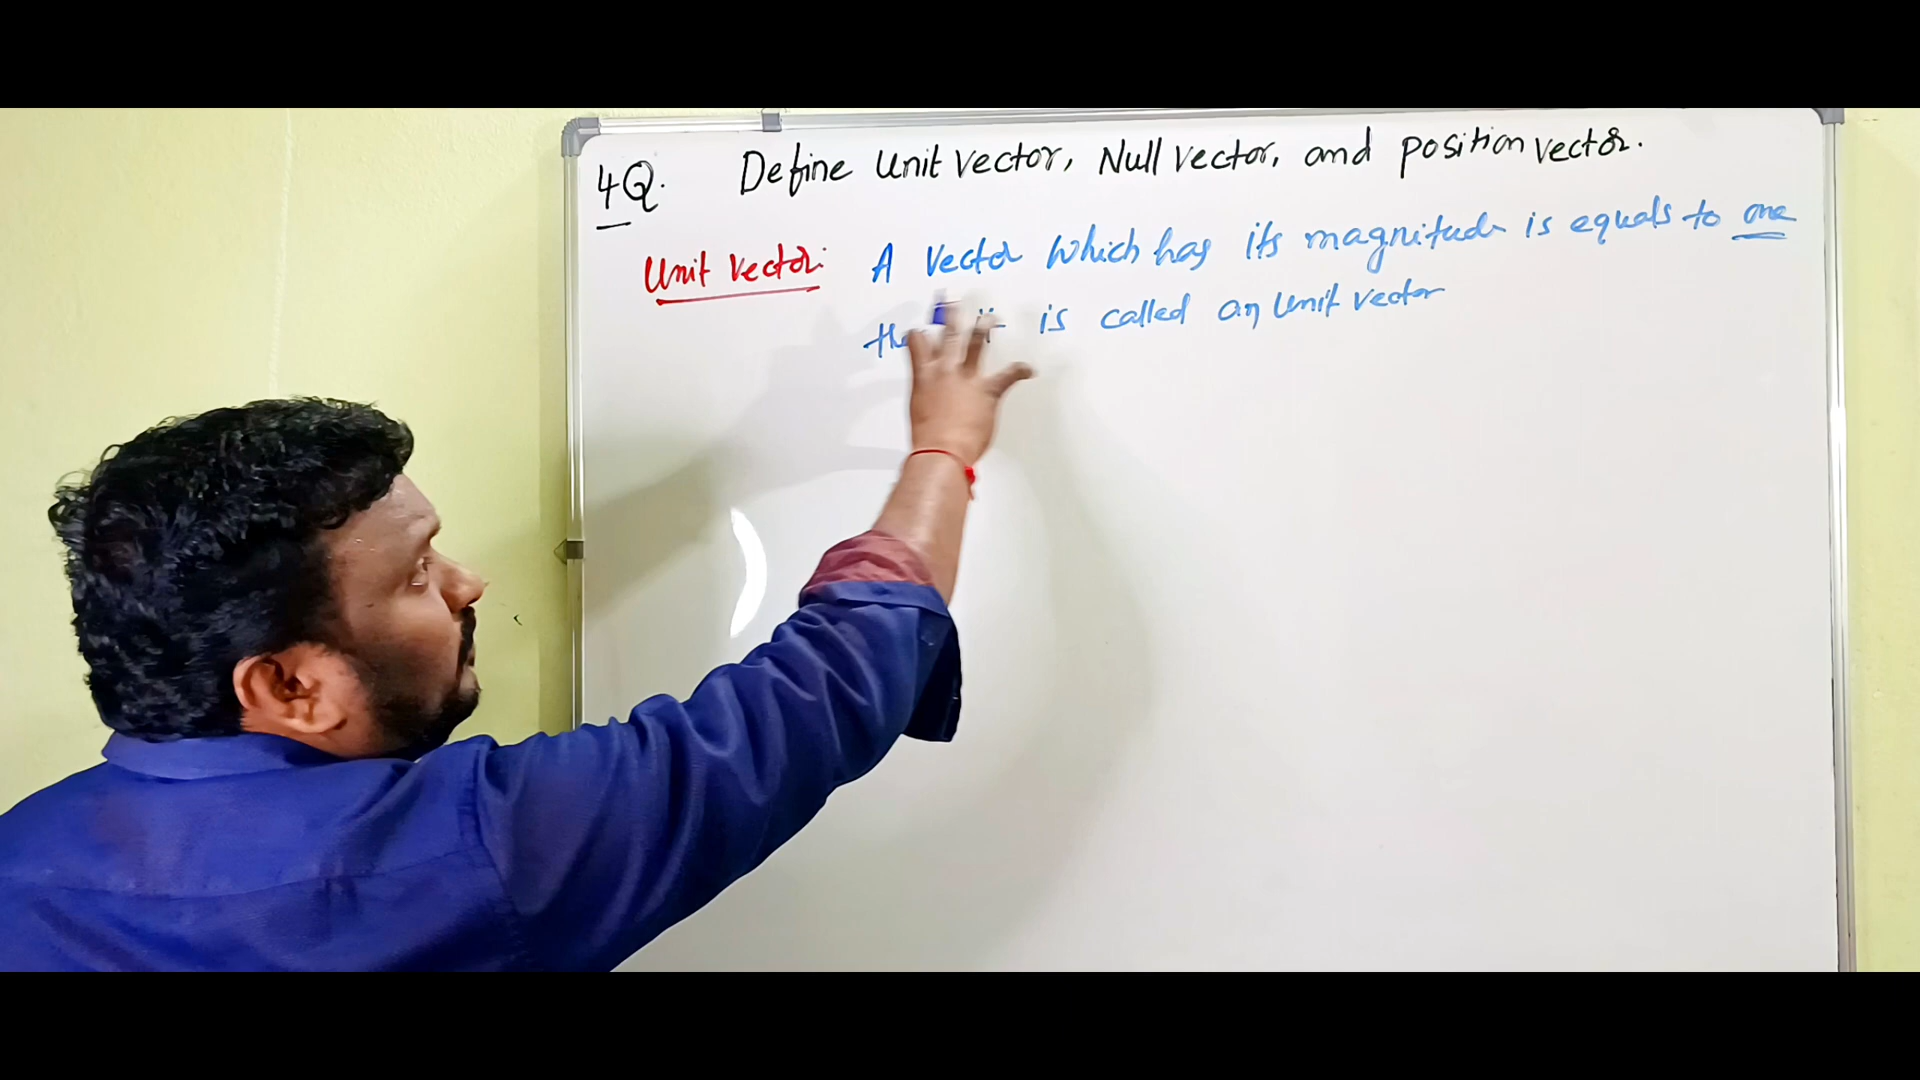 4Q. Define Unit vector, Null vector, and position vector.
Unit vector: A vector which has its magnitude is equals to one
is called an Unit vector